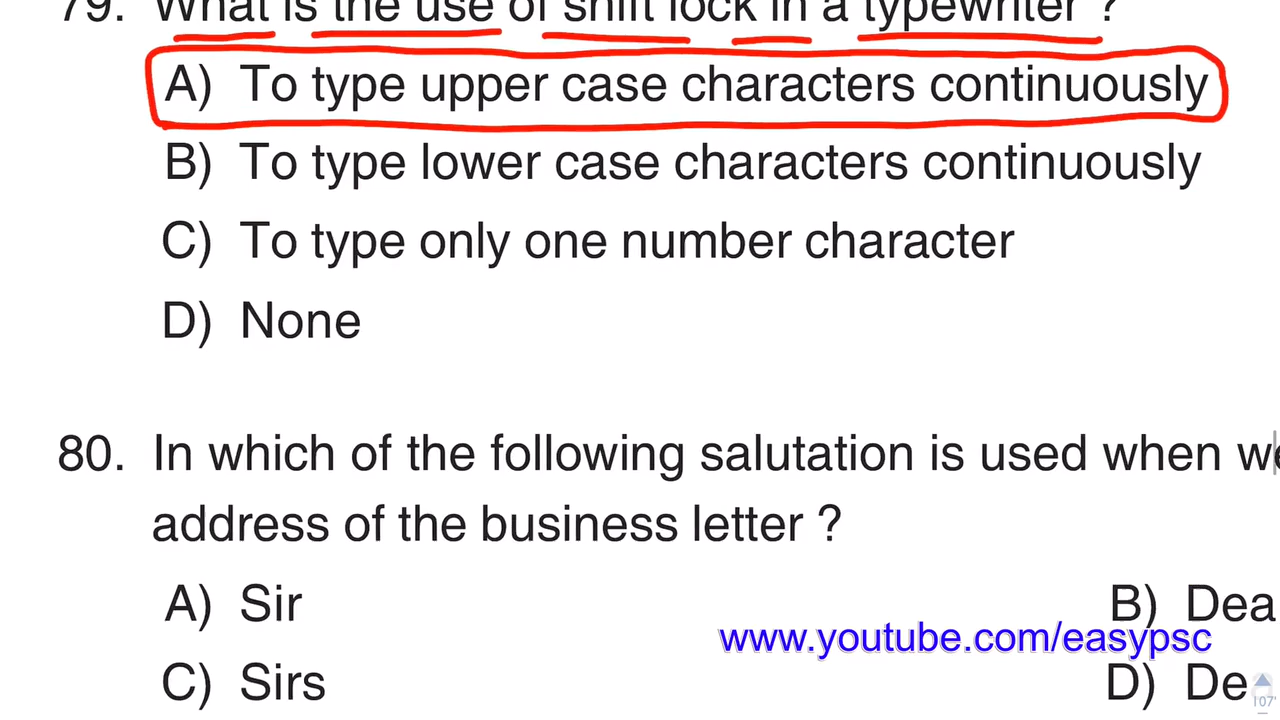 79. What is the use of shift lock in a typewriter ?
A) To type upper case characters continuously
B) To type lower case characters continuously
C) To type only one number character
D) None
80. In which of the following salutation is used when we
address of the business letter ?
A) Sir B) Dea
www.youtube.com/easypsc
C) Sirs D) De
107